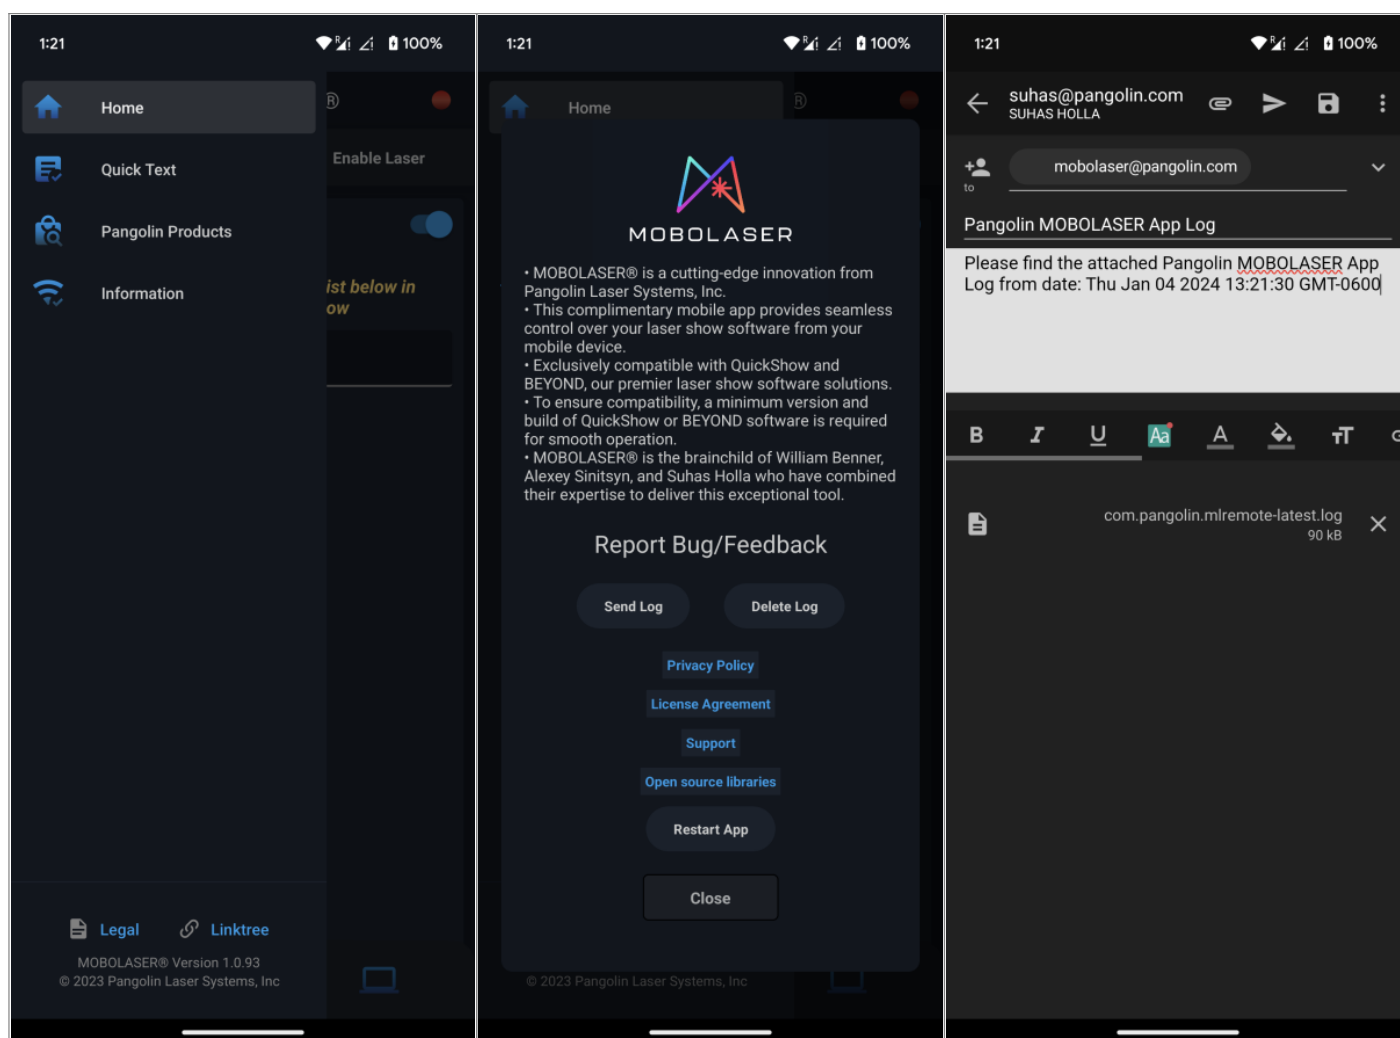 1:21
R
100%
Home
®
Quick Text
Enable Laser
Pangolin Products
Information
ist below in
ow
Legal
Linktree
MOBOLASER® Version 1.0.93
© 2023 Pangolin Laser Systems, Inc
1:21
R
100%
Home
®
MOBOLASER
• MOBOLASER® is a cutting-edge innovation from
Pangolin Laser Systems, Inc.
• This complimentary mobile app provides seamless
control over your laser show software from your
mobile device.
• Exclusively compatible with QuickShow and
BEYOND, our premier laser show software solutions.
• To ensure compatibility, a minimum version and
build of QuickShow or BEYOND software is required
for smooth operation.
• MOBOLASER® is the brainchild of William Benner,
Alexey Sinitsyn, and Suhas Holla who have combined
their expertise to deliver this exceptional tool.
Report Bug/Feedback
Send Log
Delete Log
Privacy Policy
License Agreement
Support
Open source libraries
Restart App
Close
© 2023 Pangolin Laser Systems, Inc
1:21
R
100%
suhas@pangolin.com
SUHAS HOLLA
to
mobolaser@pangolin.com
Pangolin MOBOLASER App Log
Please find the attached Pangolin MOBOLASER App
Log from date: Thu Jan 04 2024 13:21:30 GMT-0600
B I U Aa A TT
com.pangolin.mlremote-latest.log
90 kB